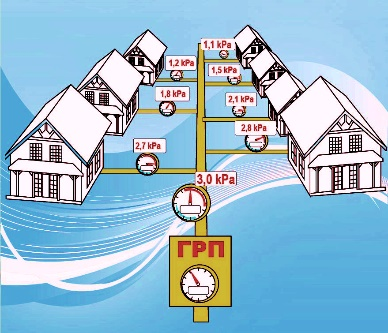 1,1 kPa
1,2 kPa
1,5 kPa
1,8 kPa
2,1 kPa
2,8 kPa
2,7 kPa
3,0 kPa
ГРП